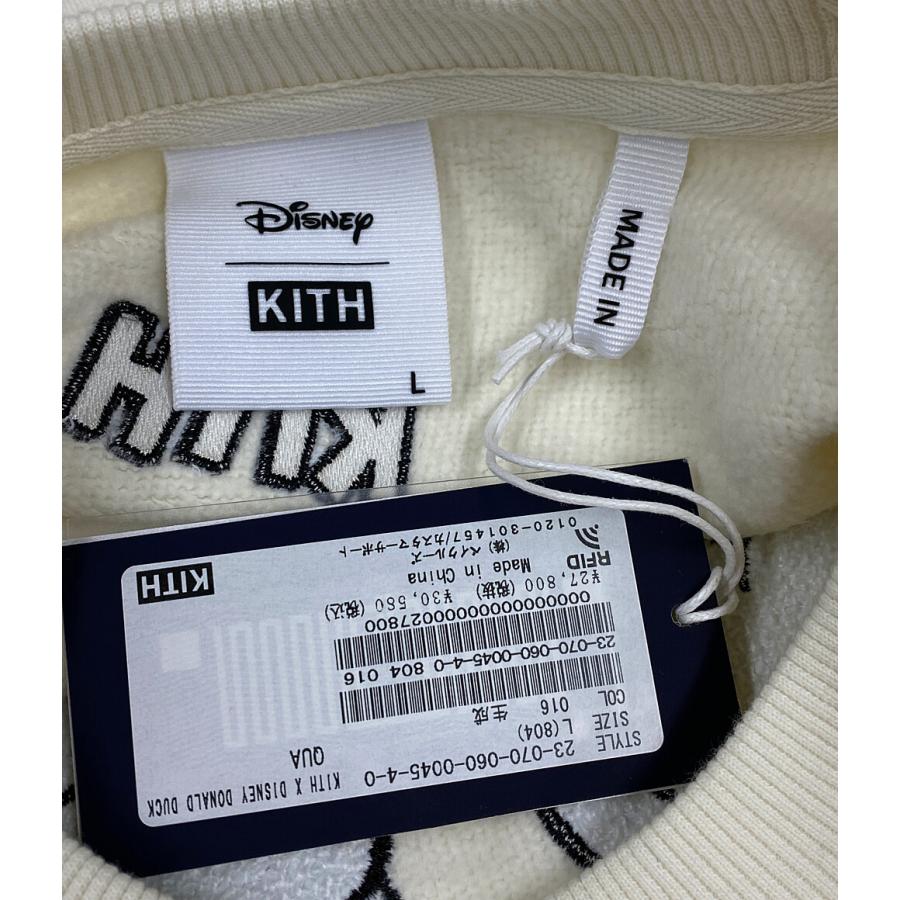 Disney
KITH
L
MADE IN
KITH
KITH X DISNEY DONALD DUCK
QUA
STYLE 23-070-060-0045-4-0
SIZE L(804)
COL 016 生成
23-070-060-0045-4-0 804 016
0000000000000027800
¥27,800 (税抜) ¥30,580 (税込)
Made in China
RFID
(株) ベイクルーズ
0120-301457/カスタマーサポート
KITH